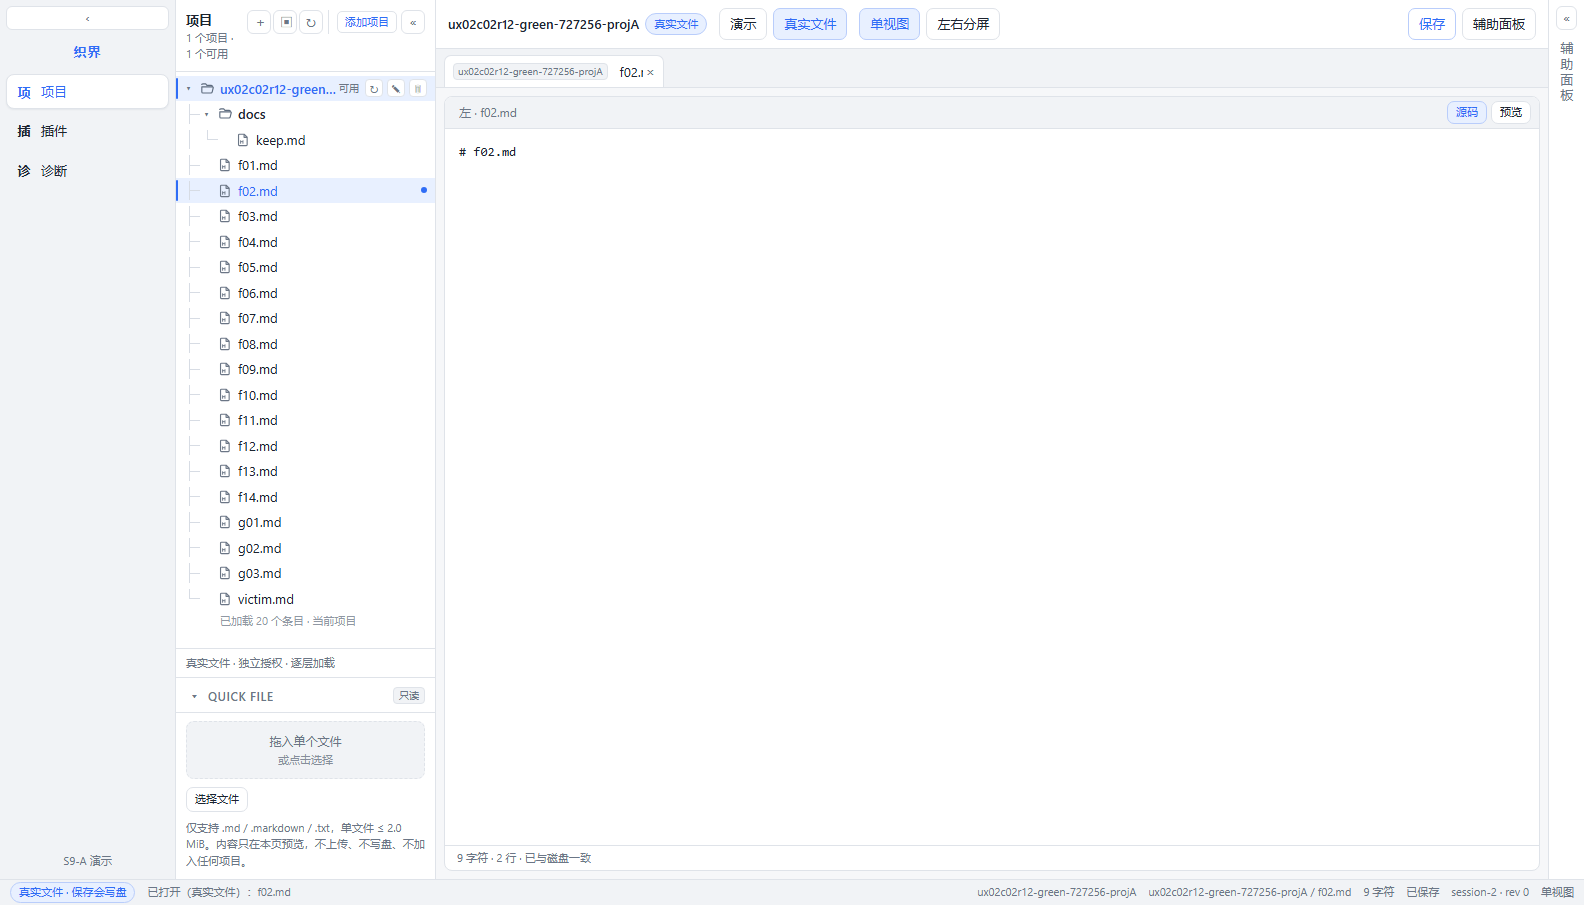 ‹
织界
项 项目
插 插件
诊 诊断
S9-A 演示
项目
1 个项目 ·
1 个可用
+
↻
添加项目
«
ux02c02r12-green... 可用 ↻
docs
keep.md
f01.md
f02.md
f03.md
f04.md
f05.md
f06.md
f07.md
f08.md
f09.md
f10.md
f11.md
f12.md
f13.md
f14.md
g01.md
g02.md
g03.md
victim.md
已加载 20 个条目 · 当前项目
真实文件 · 独立授权 · 逐层加载
QUICK FILE 只读
拖入单个文件
或点击选择
选择文件
仅支持 .md / .markdown / .txt，单文件 ≤ 2.0
MiB。内容只在本页预览，不上传、不写盘、不加
入任何项目。
ux02c02r12-green-727256-projA 真实文件 演示 真实文件 单视图 左右分屏 保存 辅助面板
ux02c02r12-green-727256-projA f02.ı ×
左 · f02.md 源码 预览
# f02.md
9 字符 · 2 行 · 已与磁盘一致
«
辅助面板
真实文件 · 保存会写盘 已打开（真实文件）：f02.md ux02c02r12-green-727256-projA ux02c02r12-green-727256-projA / f02.md 9 字符 已保存 session-2 · rev 0 单视图